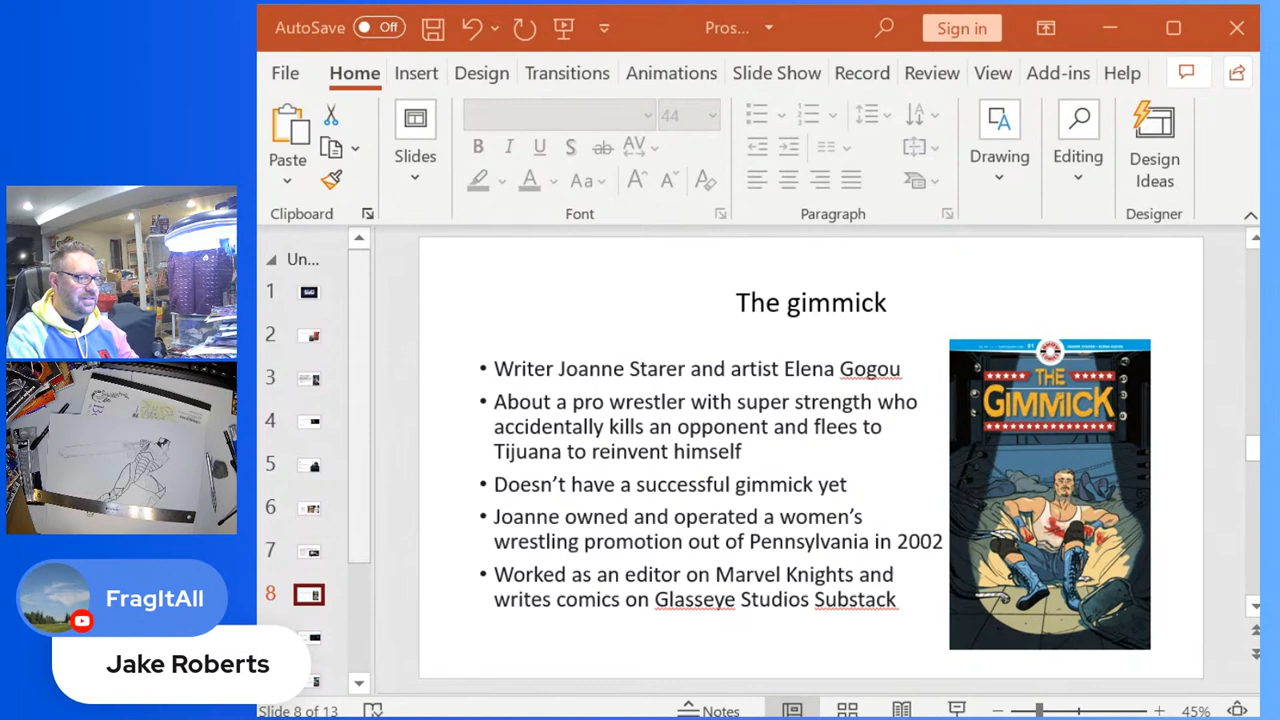 AutoSave
Off
Pros...
Sign in
File
Home
Insert
Design
Transitions
Animations
Slide Show
Record
Review
View
Add-ins
Help
44
Paste
Slides
Drawing
Editing
Design
Ideas
Clipboard
Font
Paragraph
Designer
Un...
1
2
3
4
5
6
7
8
The gimmick
• Writer Joanne Starer and artist Elena Gogou
• About a pro wrestler with super strength who
accidentally kills an opponent and flees to
Tijuana to reinvent himself
• Doesn't have a successful gimmick yet
• Joanne owned and operated a women's
wrestling promotion out of Pennsylvania in 2002
• Worked as an editor on Marvel Knights and
writes comics on Glasseye Studios Substack
THE
GIMMICK
FragItAll
Jake Roberts
Slide 8 of 13
Notes
45%